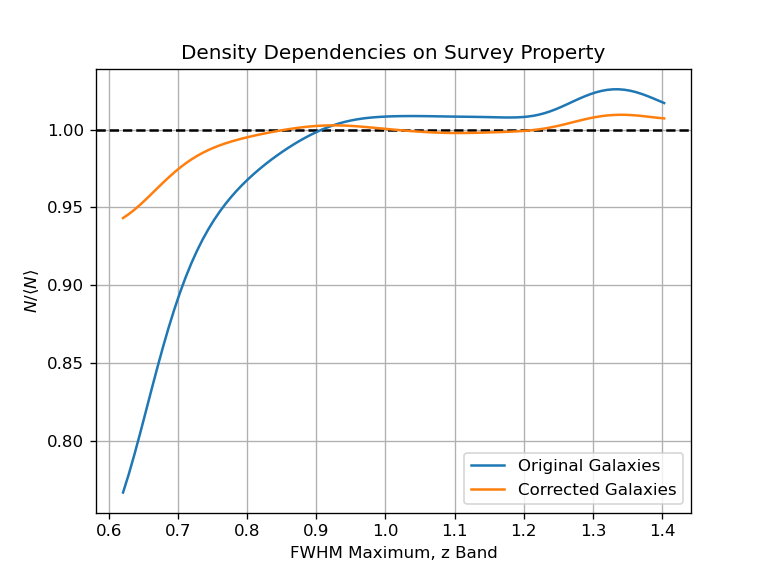 Density Dependencies on Survey Property
N/⟨N⟩
1.00
0.95
0.90
0.85
0.80
Original Galaxies
Corrected Galaxies
0.6 0.7 0.8 0.9 1.0 1.1 1.2 1.3 1.4
FWHM Maximum, z Band